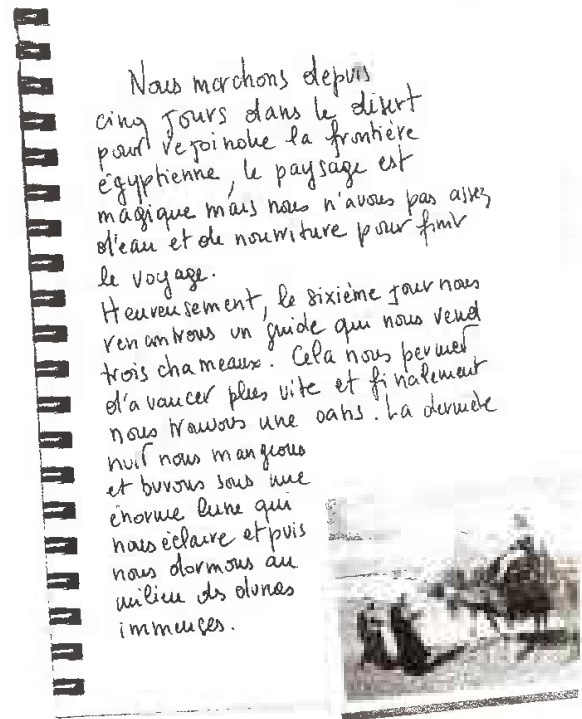 Nous marchons depuis
cinq jours dans le désert
pour rejoindre la frontière
égyptienne, le paysage est
magique mais nous n'avons pas assez
d'eau et de nourriture pour finir
le voyage.
Heureusement, le sixième jour nous
rencontrons un guide qui nous vend
trois chameaux. Cela nous permet
d'avancer plus vite et finalement
nous trouvons une oasis. La dernière
nuit nous mangeons
et buvons sous une
énorme lune qui
nous éclaire et puis
nous dormons au
milieu des dunes
immenses.